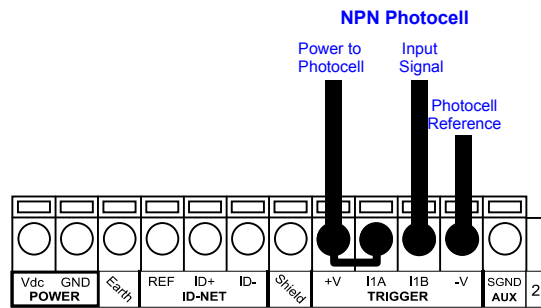 NPN Photocell
Power to
Photocell
Input
Signal
Photocell
Reference
Vdc GND Earth REF ID+ ID- Shield +V I1A I1B -V SGND 2
POWER ID-NET TRIGGER AUX